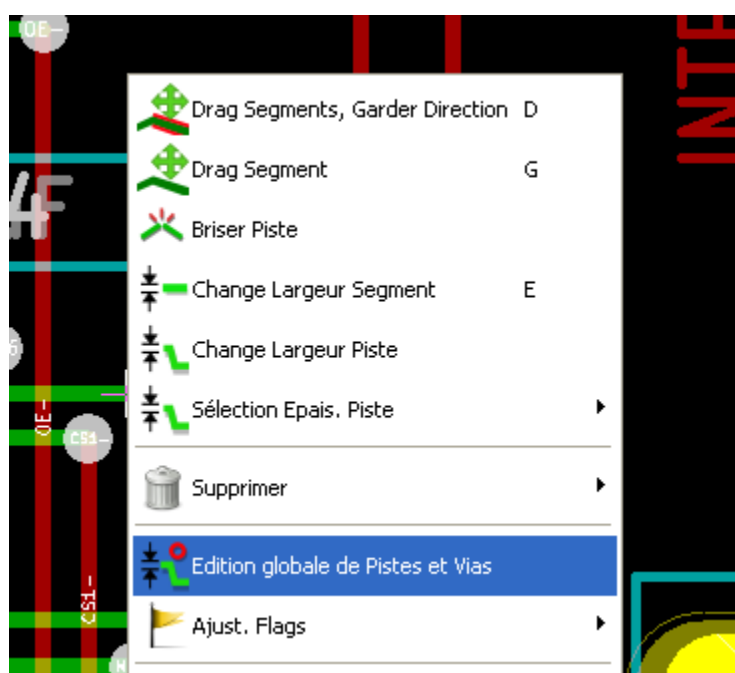 OE-
Drag Segments, Garder Direction D
Drag Segment G
4F
Briser Piste
Change Largeur Segment E
Change Largeur Piste
Sélection Epais. Piste
OE-
CS1-
Supprimer
Edition globale de Pistes et Vias
CS1-
Ajust. Flags
INTE